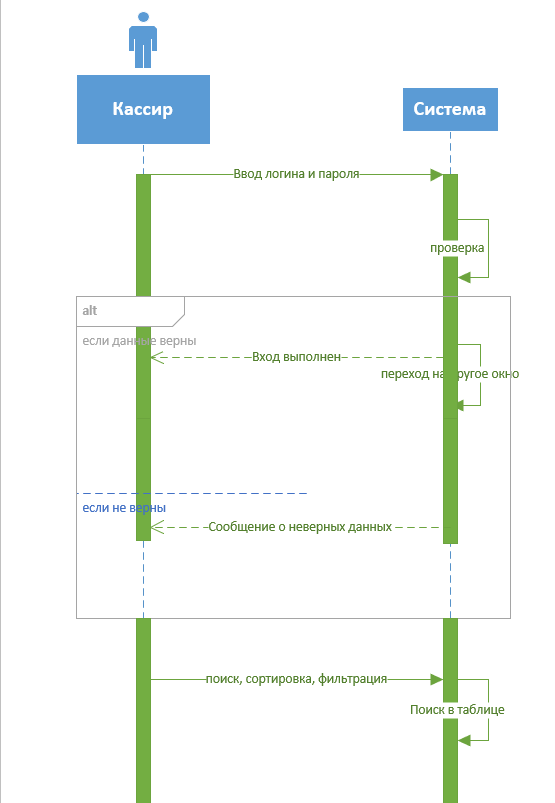 Кассир
Система
Ввод логина и пароля
проверка
alt
если данные верны
Вход выполнен
переход на другое окно
если не верны
Сообщение о неверных данных
поиск, сортировка, фильтрация
Поиск в таблице